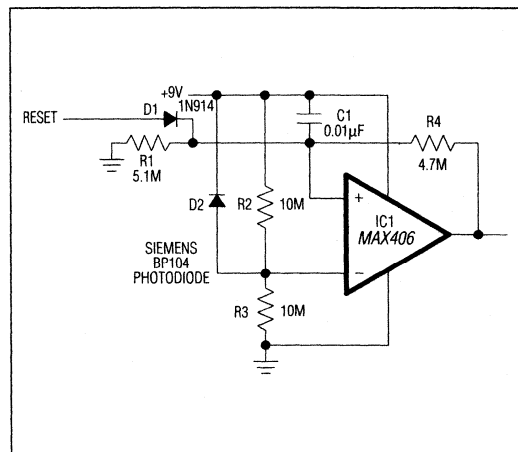 +9V
D1
1N914
RESET
C1
0.01µF
R4
4.7M
R1
5.1M
D2
R2
10M
+
IC1
MAX406
−
SIEMENS
BP104
PHOTODIODE
R3
10M